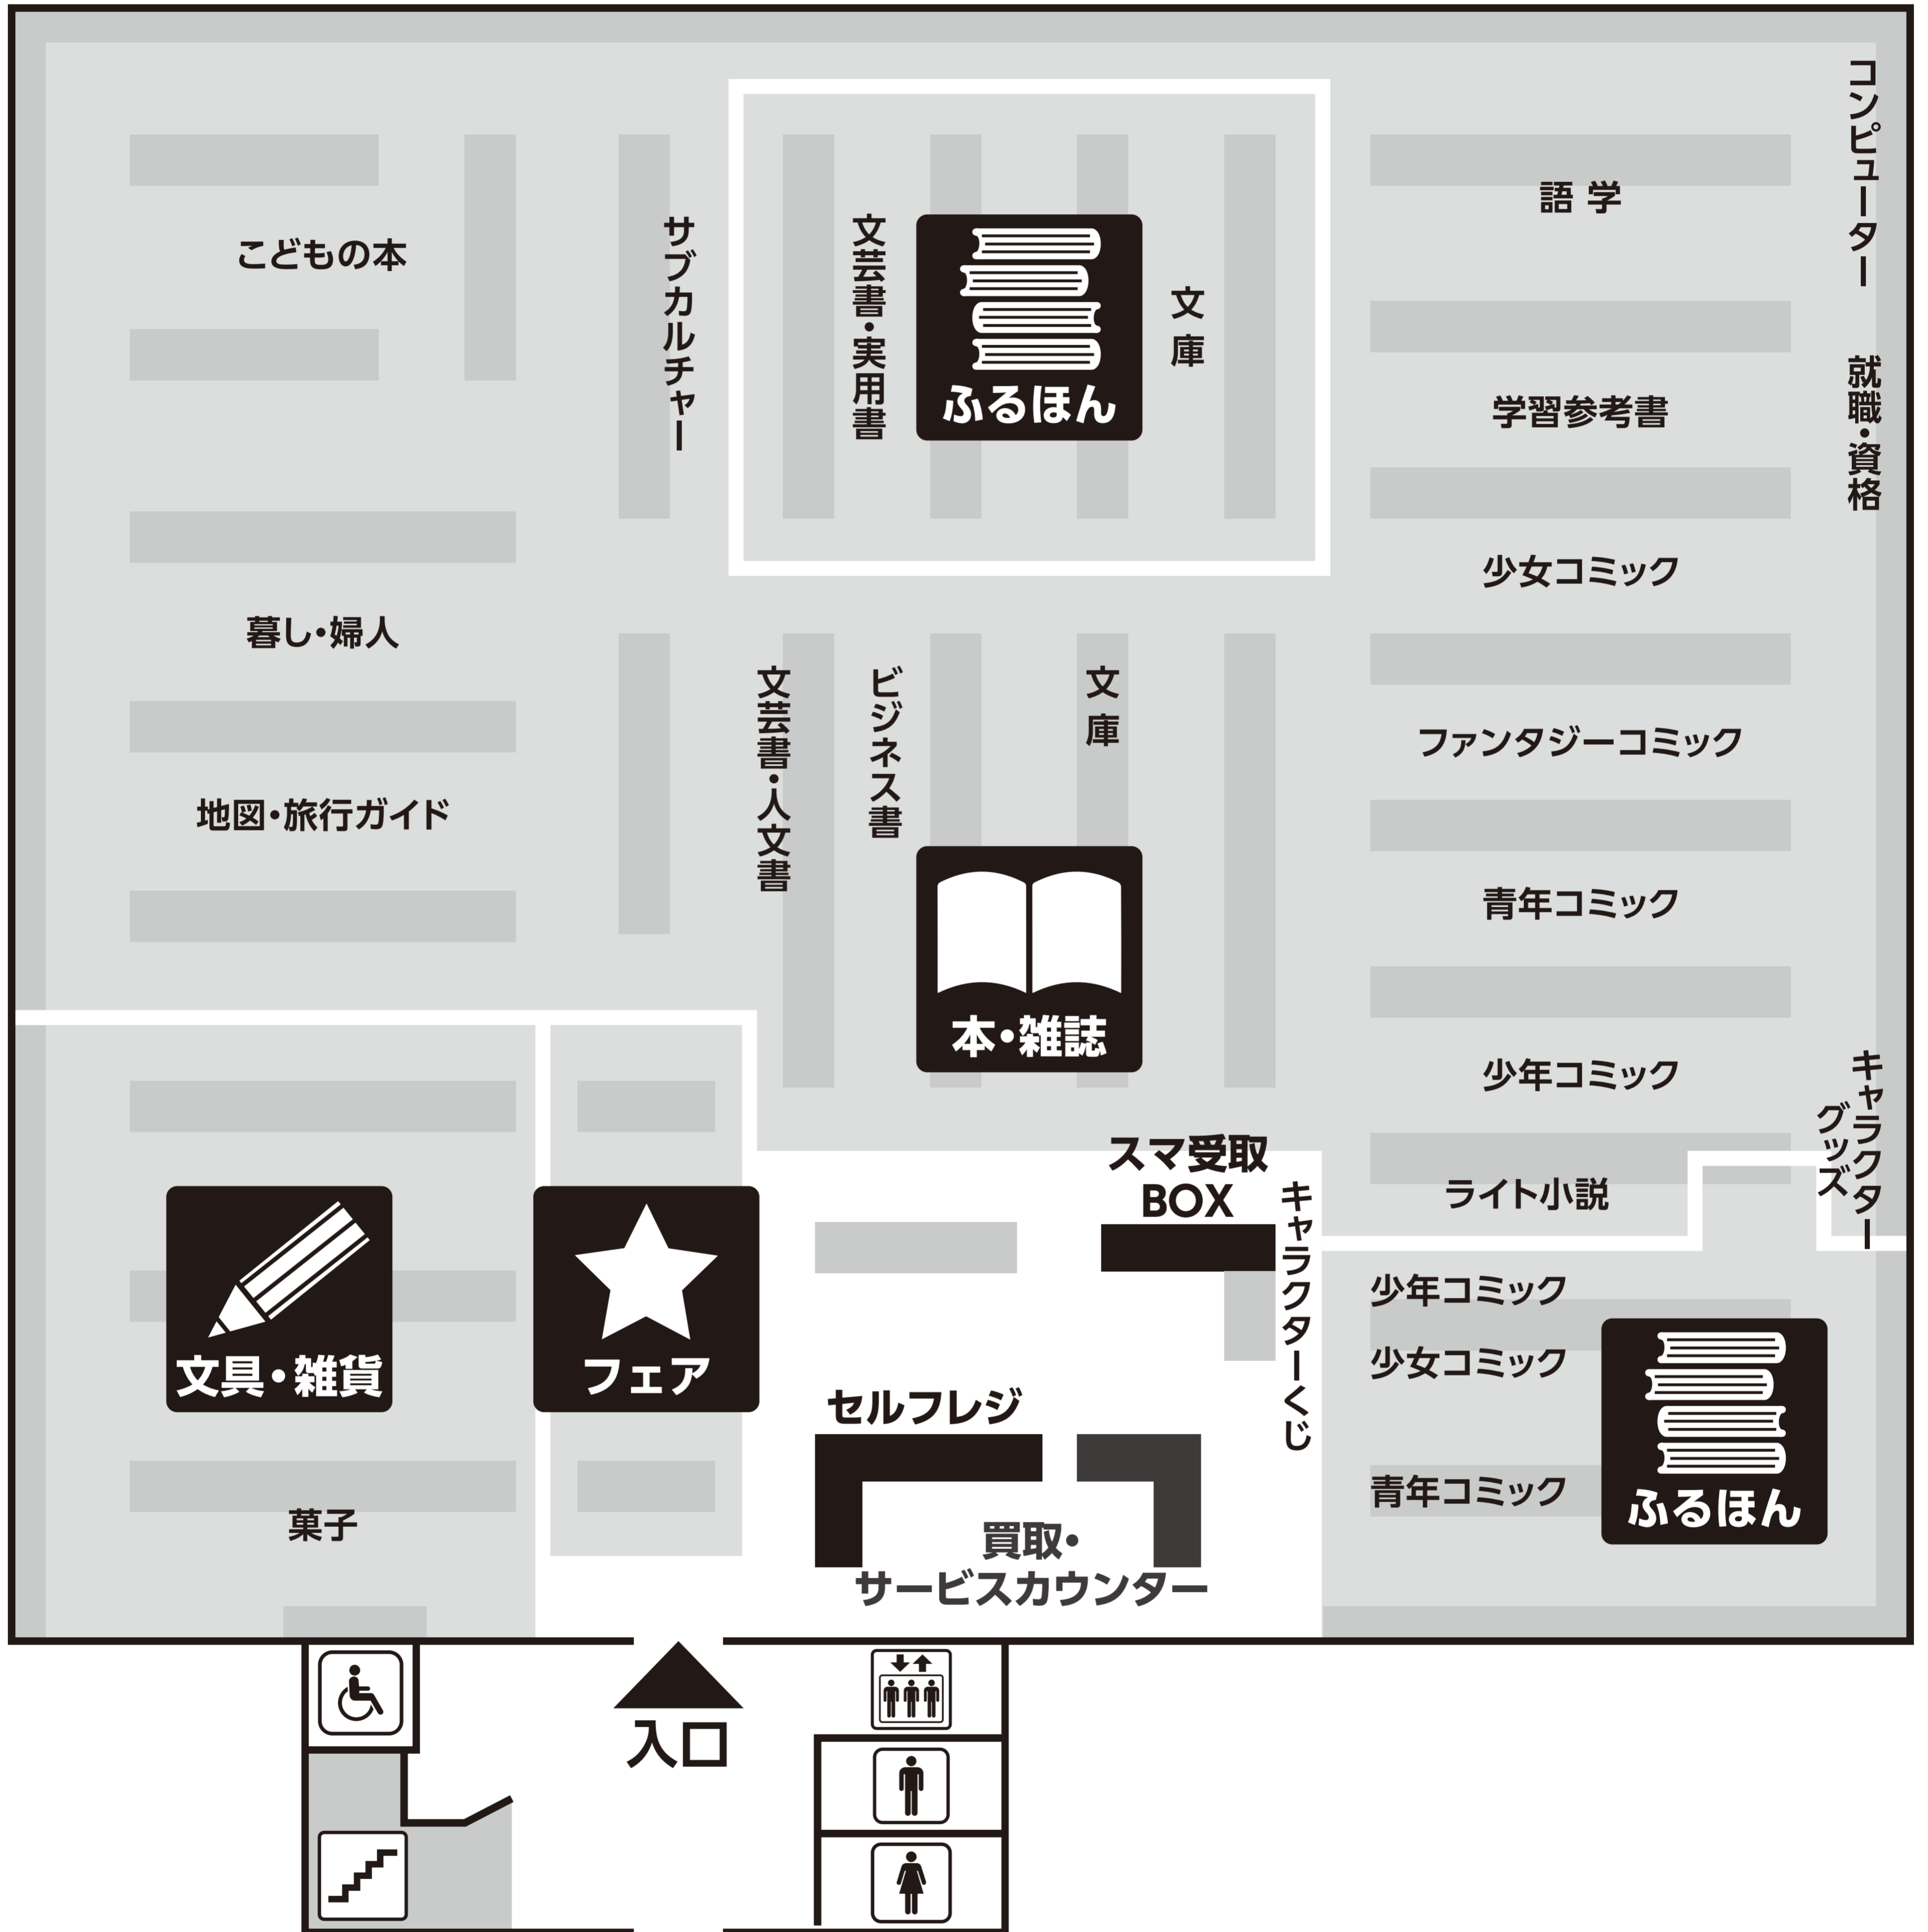 コンピューター
語 学
こどもの本
サブカルチャー
文芸書・実用書
ふるほん
文庫
就職・資格
学習参考書
少女コミック
暮し・婦人
文芸書・人文書
ビジネス書
文庫
ファンタジーコミック
地図・旅行ガイド
青年コミック
本・雑誌
少年コミック
キャラクター
グッズ
スマ受取
BOX
キャラクターくじ
ライト小説
文具・雑貨
フェア
少年コミック
少女コミック
セルフレジ
青年コミック
ふるほん
菓子
買取・
サービスカウンター
入口